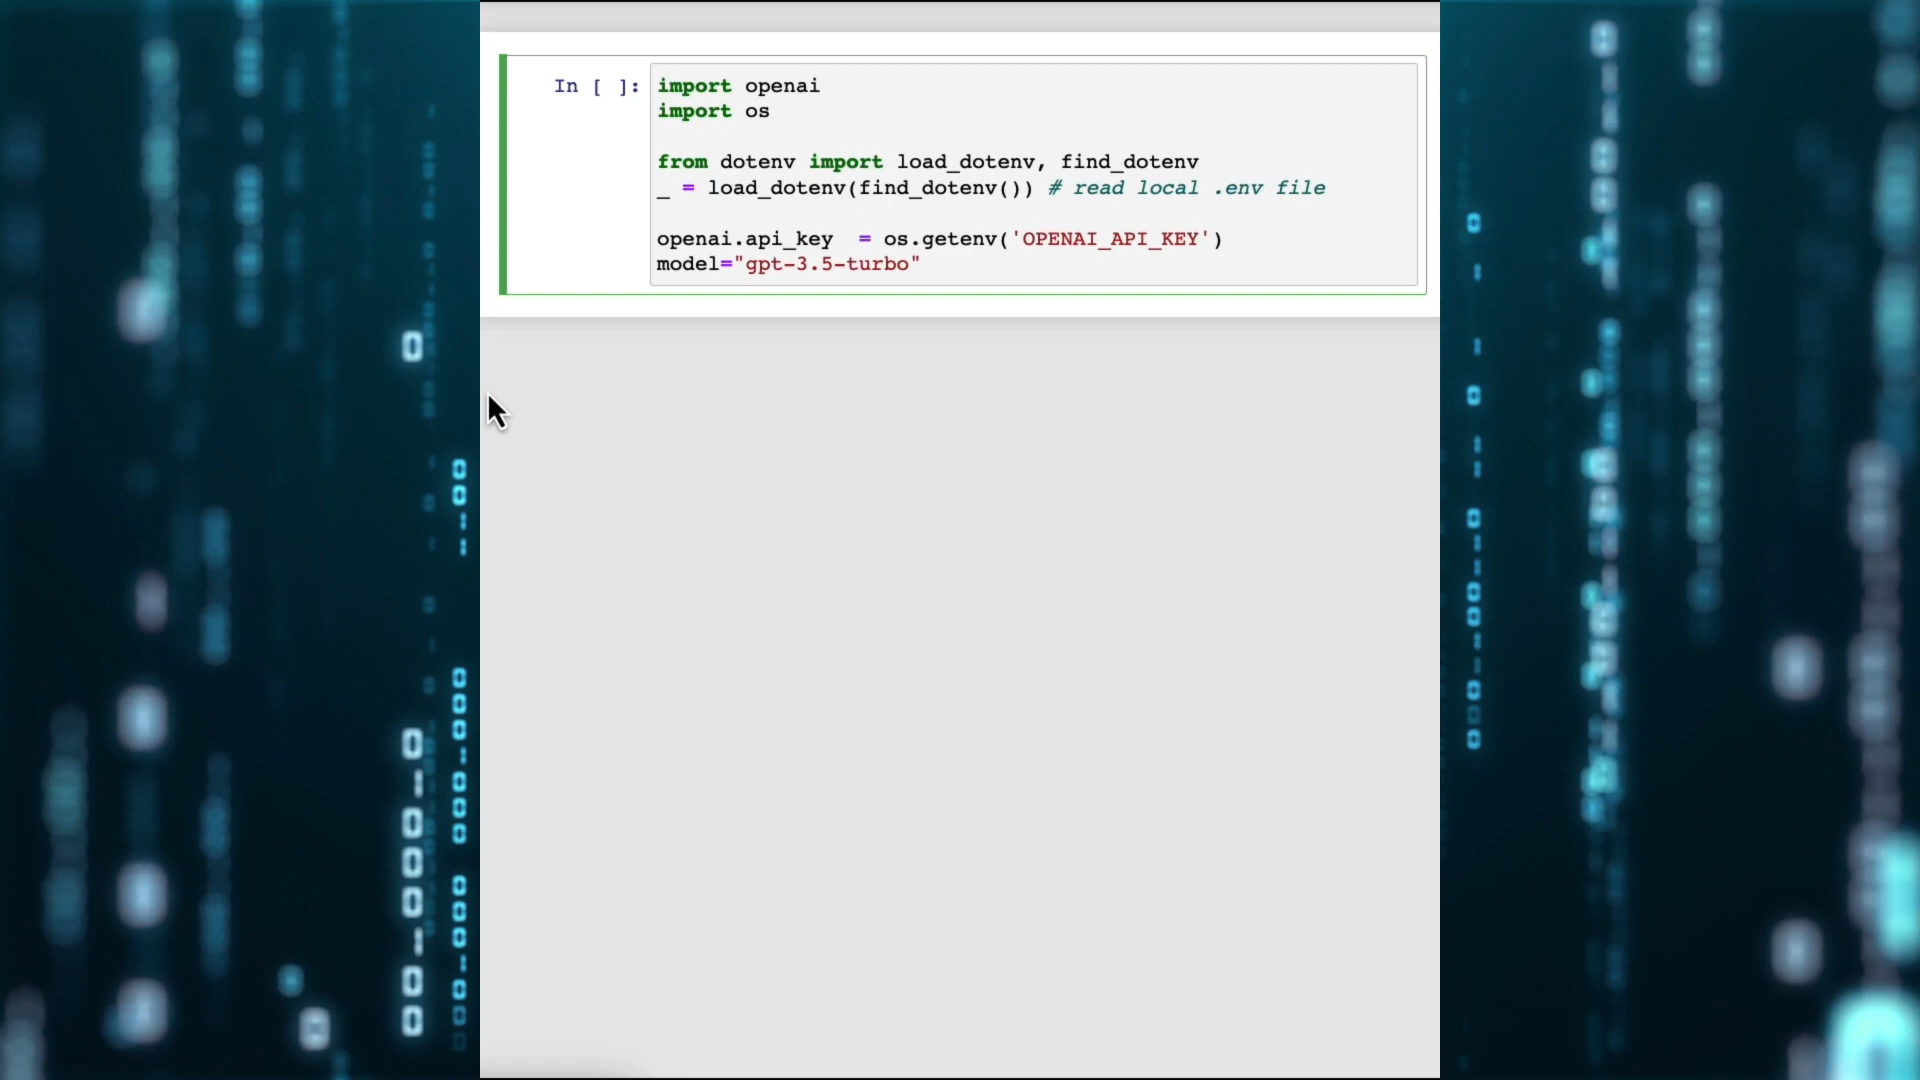 In [ ]:
import openai
import os
from dotenv import load_dotenv, find_dotenv
_ = load_dotenv(find_dotenv()) # read local .env file
openai.api_key  = os.getenv('OPENAI_API_KEY')
model="gpt-3.5-turbo"